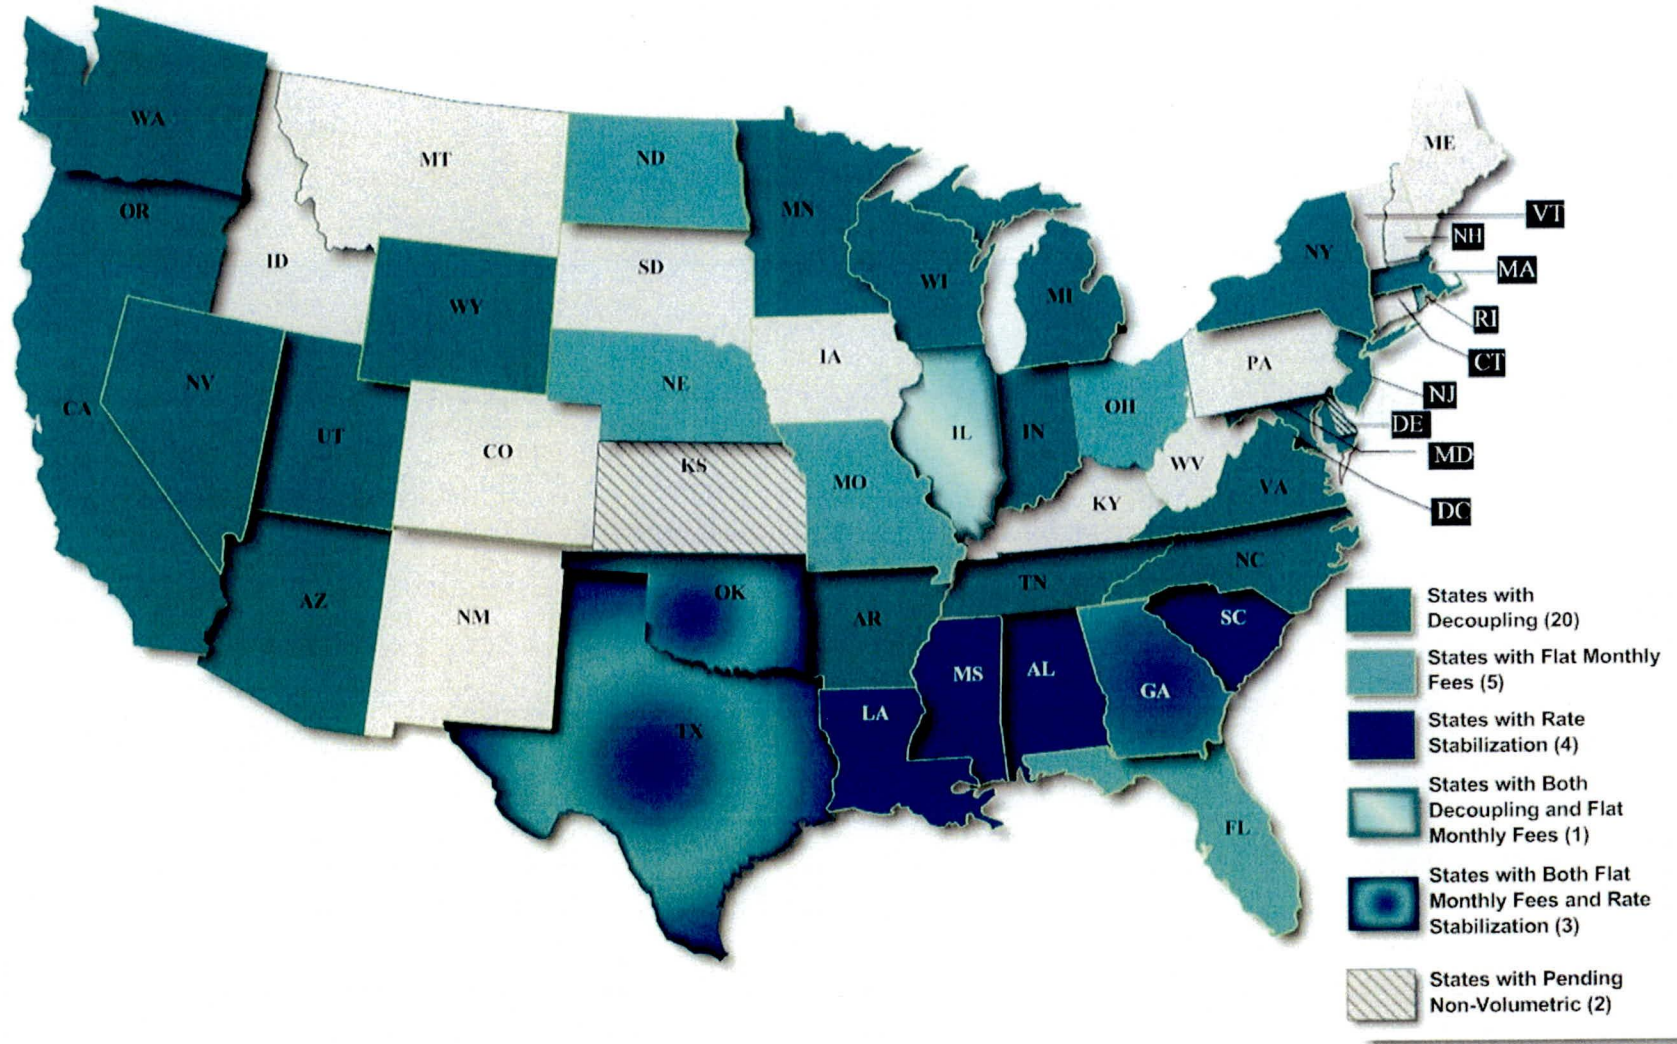 WA
MT
ND
ME
OR
MN
VT
NH
ID
SD
NY
MA
WI
MI
WY
RI
IA
PA
CT
NV
NE
NJ
CA
OH
DE
UT
IL
IN
CO
KS
WV
MD
MO
VA
KY
DC
NC
TN
AZ
OK
NM
AR
SC
MS
AL
GA
LA
TX
FL
States with
Decoupling (20)
States with Flat Monthly
Fees (5)
States with Rate
Stabilization (4)
States with Both
Decoupling and Flat
Monthly Fees (1)
States with Both Flat
Monthly Fees and Rate
Stabilization (3)
States with Pending
Non-Volumetric (2)